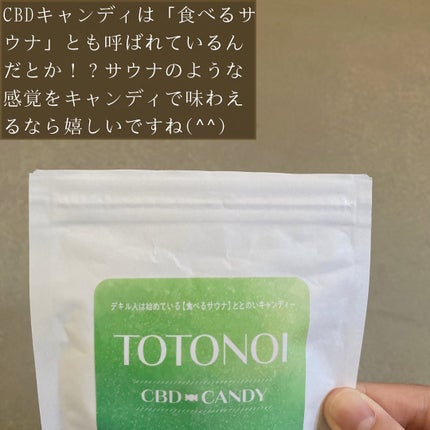 CBDキャンディは「食べるサ
ウナ」とも呼ばれているん
だとか！？サウナのような
感覚をキャンディで味わえ
るなら嬉しいですね(^^)
デキル人は始めている【食べるサウナ】ととのいキャンディー
TOTONOI
CBD CANDY